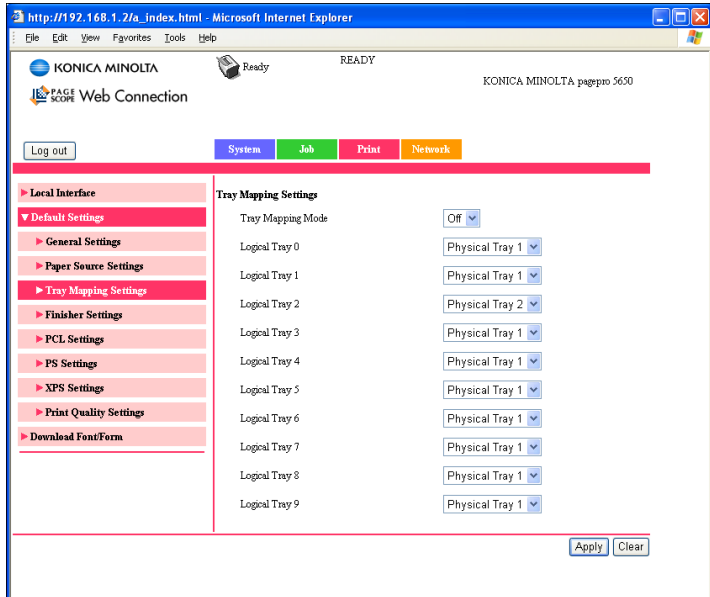 http://192.168.1.2/a_index.html - Microsoft Internet Explorer
File Edit View Favorites Tools Help
KONICA MINOLTA
Ready
READY
KONICA MINOLTA pagepro 5650
PAGE SCOPE Web Connection
Log out
System Job Print Network
Local Interface
Default Settings
General Settings
Paper Source Settings
Tray Mapping Settings
Finisher Settings
PCL Settings
PS Settings
XPS Settings
Print Quality Settings
Download Font/Form
Tray Mapping Settings
Tray Mapping Mode Off
Logical Tray 0 Physical Tray 1
Logical Tray 1 Physical Tray 1
Logical Tray 2 Physical Tray 2
Logical Tray 3 Physical Tray 1
Logical Tray 4 Physical Tray 1
Logical Tray 5 Physical Tray 1
Logical Tray 6 Physical Tray 1
Logical Tray 7 Physical Tray 1
Logical Tray 8 Physical Tray 1
Logical Tray 9 Physical Tray 1
Apply Clear